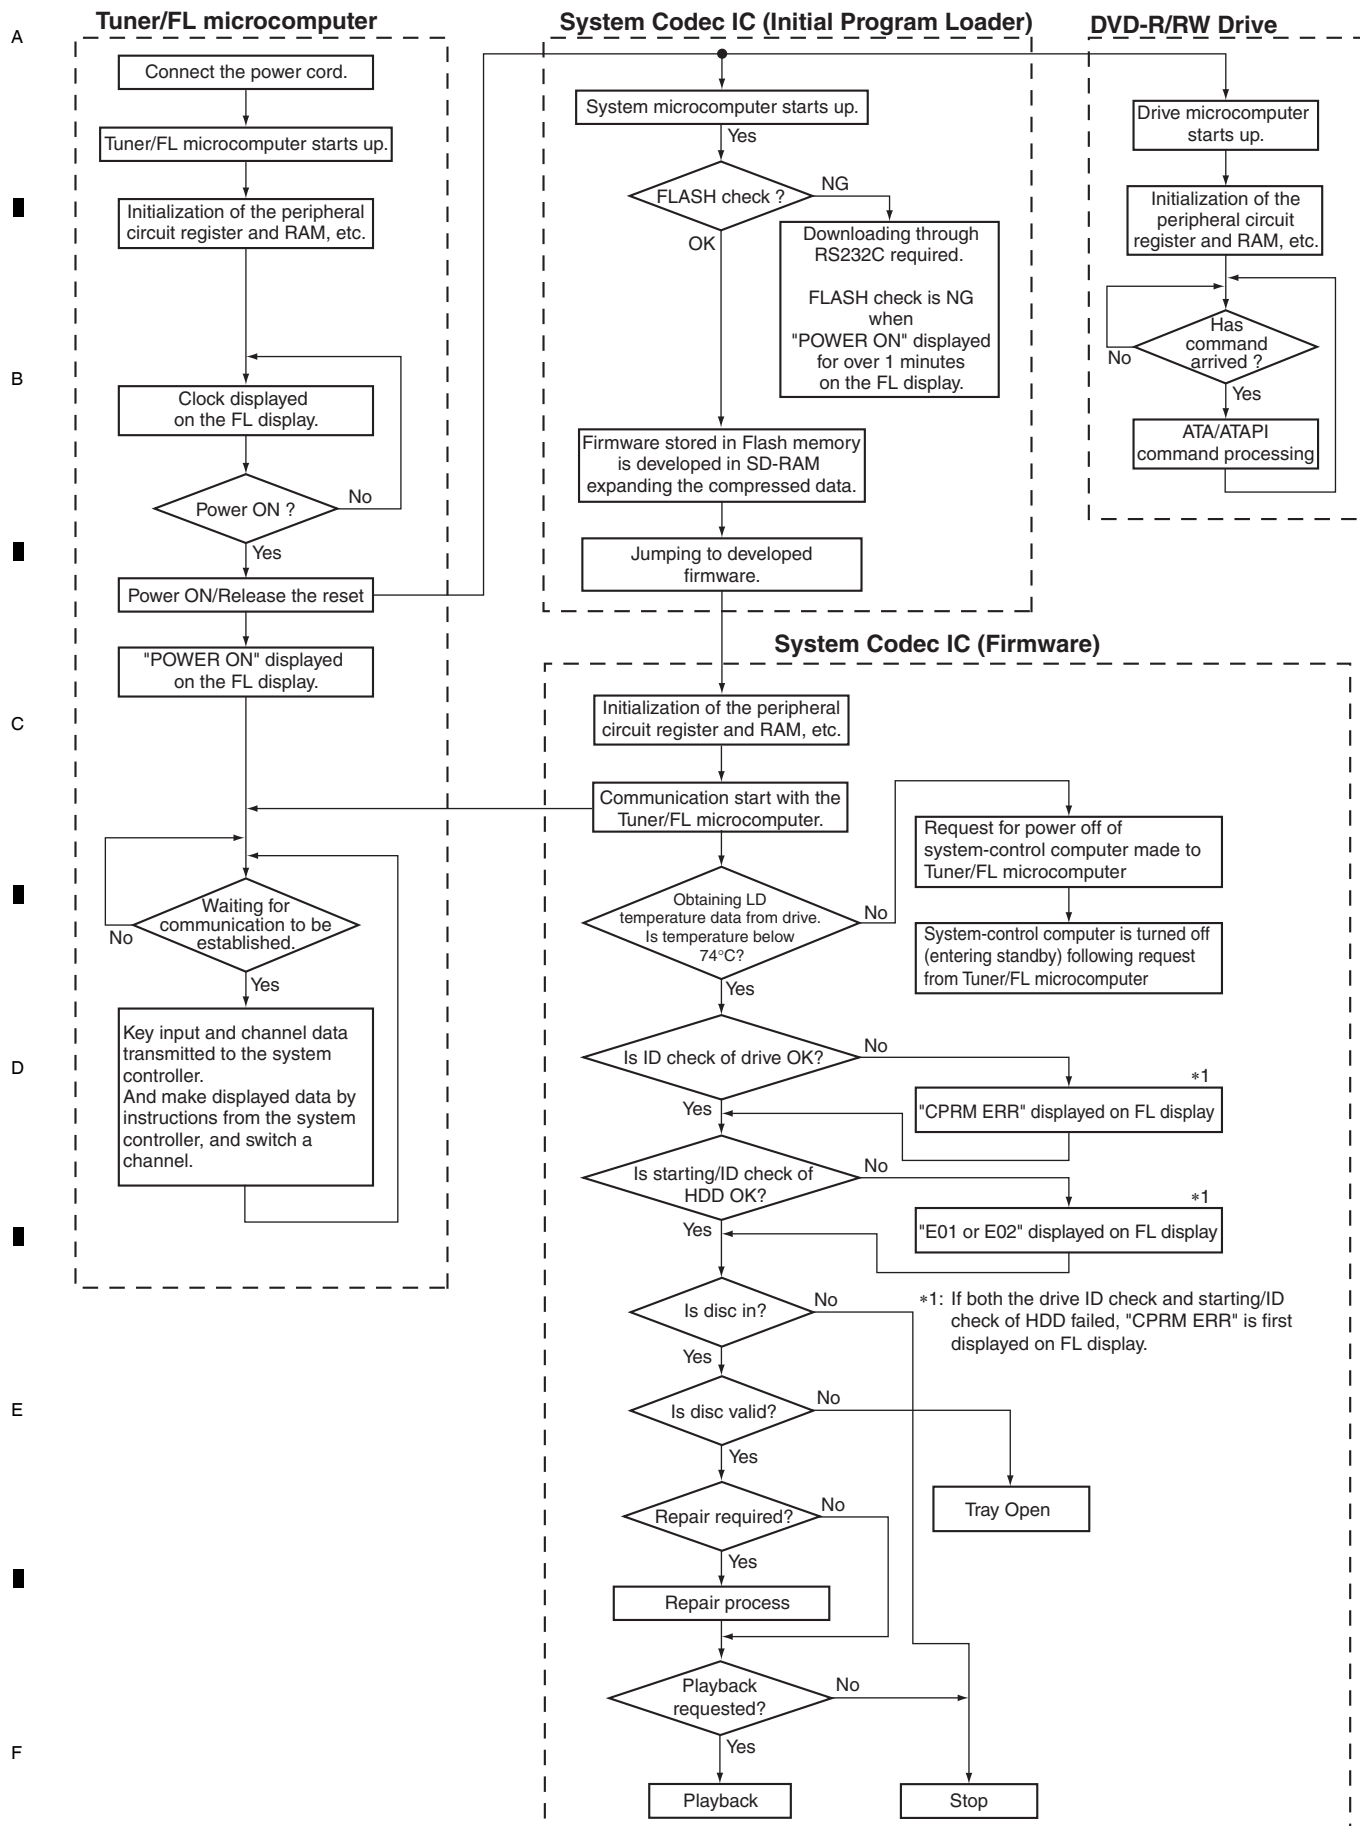 Tuner/FL microcomputer
System Codec IC (Initial Program Loader)
DVD-R/RW Drive
A
Connect the power cord.
Tuner/FL microcomputer starts up.
Initialization of the peripheral
circuit register and RAM, etc.
B
Clock displayed
on the FL display.
Power ON ?
No
Yes
Power ON/Release the reset
"POWER ON" displayed
on the FL display.
C
Waiting for
communication to be
established.
No
Yes
D
Key input and channel data
transmitted to the system
controller.
And make displayed data by
instructions from the system
controller, and switch a
channel.
System microcomputer starts up.
Yes
FLASH check ?
NG
OK
Downloading through
RS232C required.
FLASH check is NG
when
"POWER ON" displayed
for over 1 minutes
on the FL display.
Firmware stored in Flash memory
is developed in SD-RAM
expanding the compressed data.
Jumping to developed
firmware.
Drive microcomputer
starts up.
Initialization of the
peripheral circuit
register and RAM, etc.
Has
command
arrived ?
No
Yes
ATA/ATAPI
command processing
System Codec IC (Firmware)
Initialization of the peripheral
circuit register and RAM, etc.
Communication start with the
Tuner/FL microcomputer.
Obtaining LD
temperature data from drive.
Is temperature below
74°C?
No
Yes
Request for power off of
system-control computer made to
Tuner/FL microcomputer
System-control computer is turned off
(entering standby) following request
from Tuner/FL microcomputer
Is ID check of drive OK?
No
Yes
*1
"CPRM ERR" displayed on FL display
Is starting/ID check of
HDD OK?
No
Yes
*1
"E01 or E02" displayed on FL display
*1: If both the drive ID check and starting/ID
check of HDD failed, "CPRM ERR" is first
displayed on FL display.
Is disc in?
No
Yes
E
Is disc valid?
No
Yes
Tray Open
Repair required?
No
Yes
Repair process
Playback
requested?
No
Yes
F
Playback
Stop